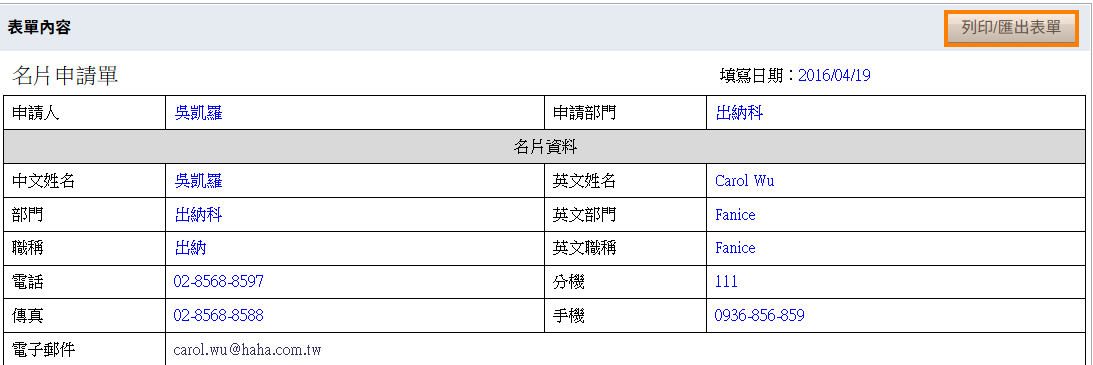 表單內容 列印/匯出表單
名片申請單 填寫日期：2016/04/19
申請人 吳凱羅 申請部門 出納科
名片資料
中文姓名 吳凱羅 英文姓名 Carol Wu
部門 出納科 英文部門 Fanice
職稱 出納 英文職稱 Fanice
電話 02-8568-8597 分機 111
傳真 02-8568-8588 手機 0936-856-859
電子郵件 carol.wu@haha.com.tw